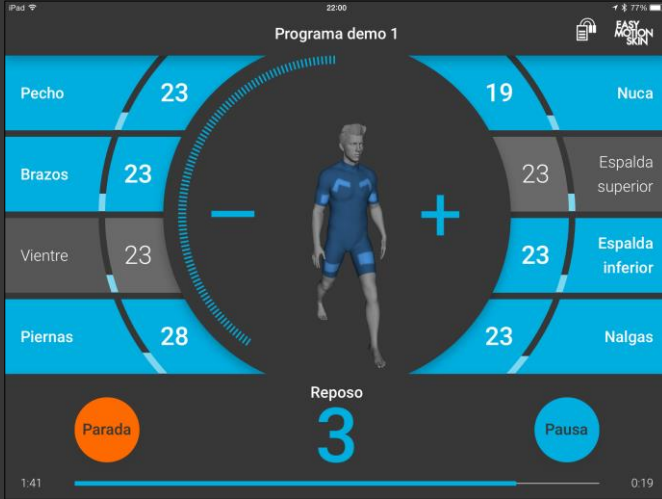 iPad 22:00 77%
Programa demo 1
EASY
MOTION
SKIN
Pecho 23 19 Nuca
Brazos 23 23 Espalda
superior
Vientre 23 23 Espalda
inferior
Piernas 28 23 Nalgas
− +
Reposo
3
Parada Pausa
1:41 0:19